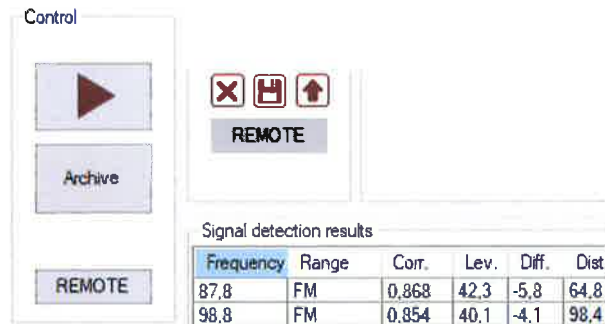 Control
REMOTE
Archive
REMOTE
Signal detection results
Frequency Range Corr. Lev. Diff. Dist
87,8 FM 0,868 42,3 -5,8 64,8
98,8 FM 0,854 40,1 -4,1 98,4